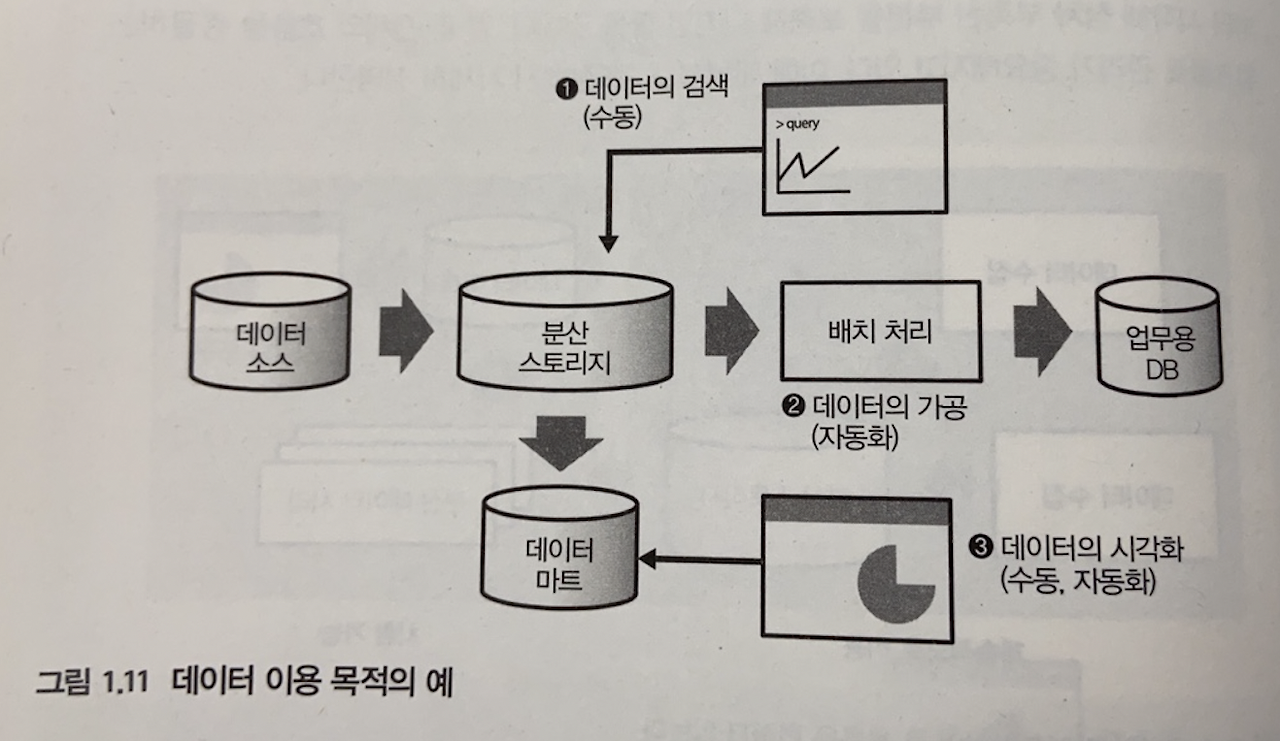 ❶ 데이터의 검색
(수동)
> query
데이터
소스
분산
스토리지
배치 처리
업무용
DB
❷ 데이터의 가공
(자동화)
데이터
마트
❸ 데이터의 시각화
(수동, 자동화)
그림 1.11 데이터 이용 목적의 예